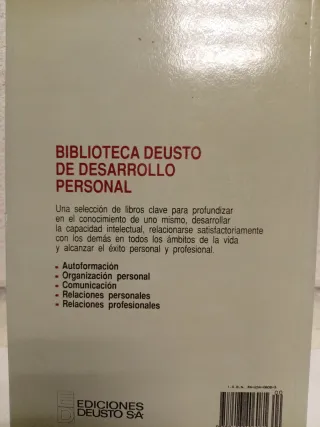 BIBLIOTECA DEUSTO
DE DESARROLLO
PERSONAL
Una selección de libros clave para profundizar
en el conocimiento de uno mismo, desarrollar
la capacidad intelectual, relacionarse satisfactoriamente
con los demás en todos los ámbitos de la vida
y alcanzar el éxito personal y profesional.
Autoformación
Organización personal
Comunicación
Relaciones personales
Relaciones profesionales
EDICIONES
DEUSTO SA